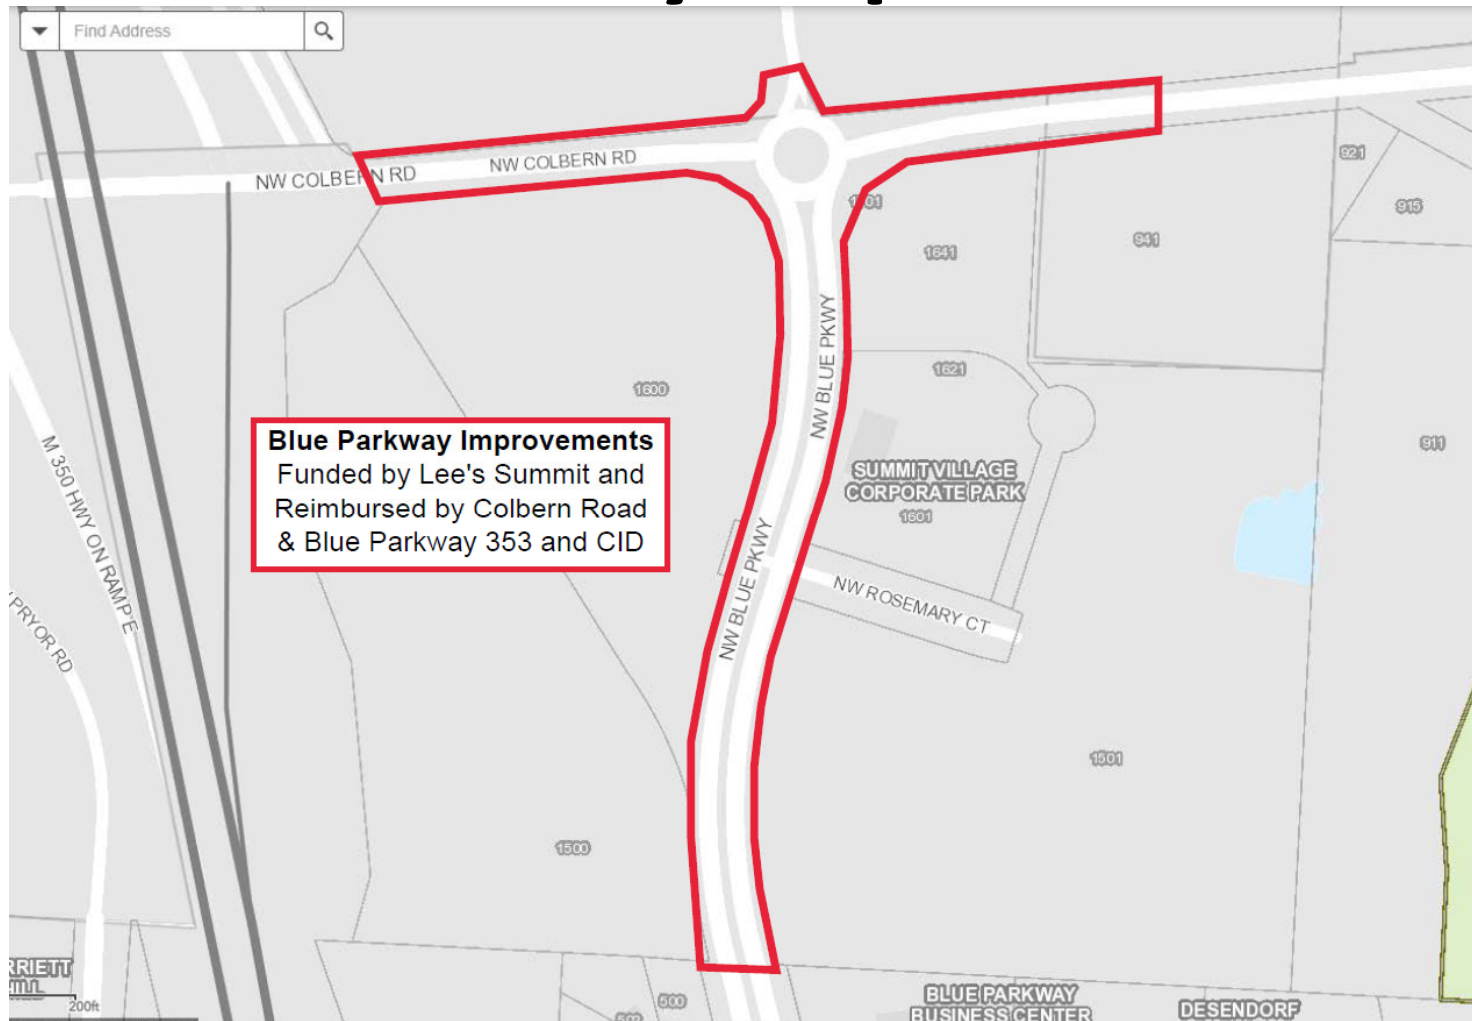 Find Address
NW COLBERN RD
NW COLBERN RD
921
915
1641
941
1600
1621
NW BLUE PKWY
911
Blue Parkway Improvements
Funded by Lee's Summit and
Reimbursed by Colbern Road
& Blue Parkway 353 and CID
SUMMIT VILLAGE
CORPORATE PARK
1601
M 350 HWY ON RAMP E
NW BLUE PKWY
NW ROSEMARY CT
PRYOR RD
1501
1500
500
200ft
BLUE PARKWAY
BUSINESS CENTER
DESENDORF